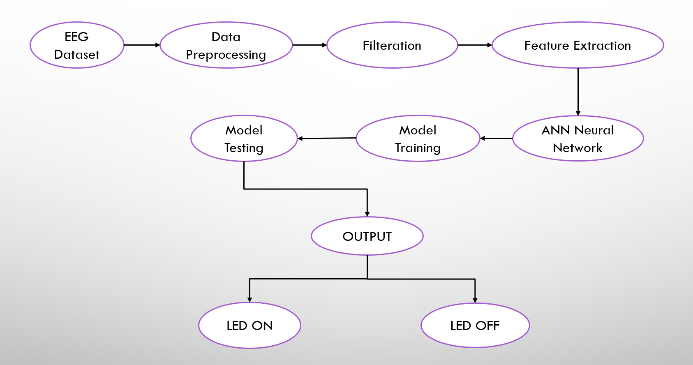 EEG
Dataset
Data
Preprocessing
Filteration
Feature Extraction
Model
Testing
Model
Training
ANN Neural
Network
OUTPUT
LED ON
LED OFF